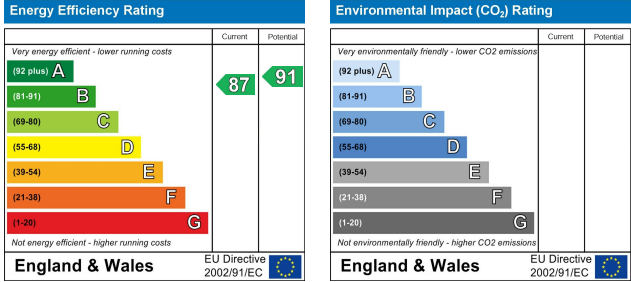 Energy Efficiency Rating
Current Potential
Very energy efficient - lower running costs
(92 plus) A
(81-91) B
(69-80) C
(55-68) D
(39-54) E
(21-38) F
(1-20) G
87
91
Not energy efficient - higher running costs
England & Wales
EU Directive
2002/91/EC
Environmental Impact (CO₂) Rating
Current Potential
Very environmentally friendly - lower CO2 emissions
(92 plus) A
(81-91) B
(69-80) C
(55-68) D
(39-54) E
(21-38) F
(1-20) G
Not environmentally friendly - higher CO2 emissions
England & Wales
EU Directive
2002/91/EC